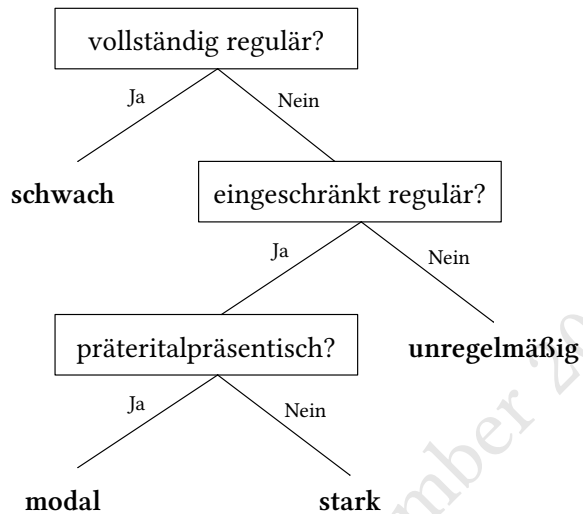 vollständig regulär?
Ja
Nein
schwach
eingeschränkt regulär?
Ja
Nein
präteritalpräsentisch?
unregelmäßig
Ja
Nein
modal
stark